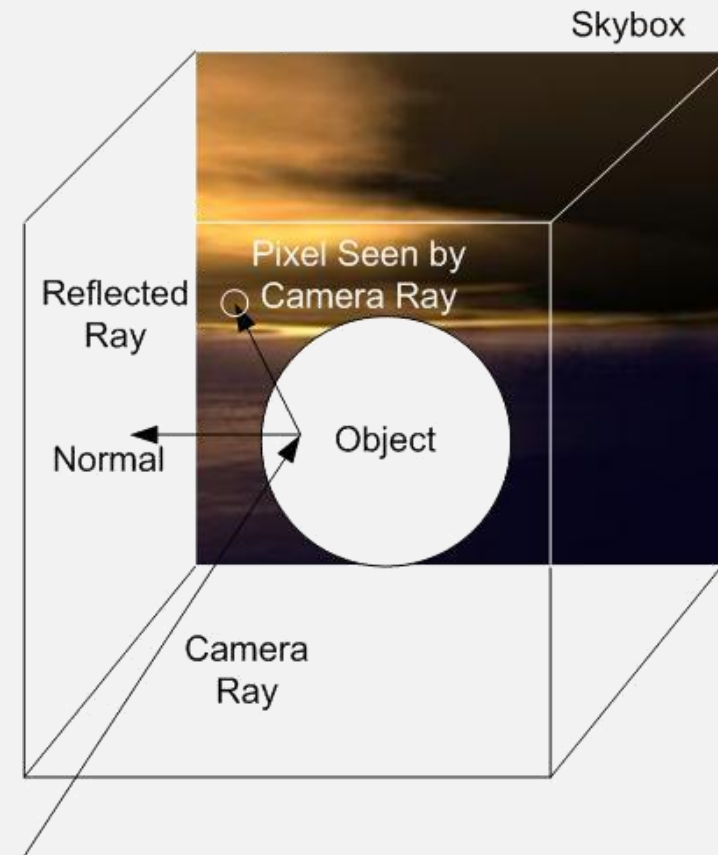 Skybox
Pixel Seen by
Camera Ray
Reflected
Ray
Object
Normal
Camera
Ray